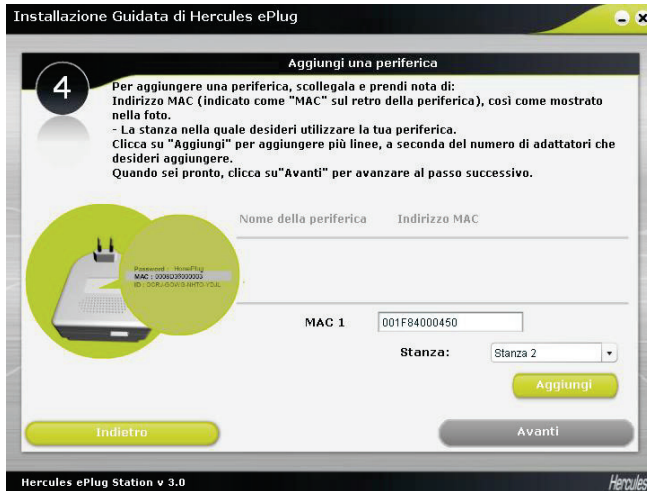 Installazione Guidata di Hercules ePlug
Aggiungi una periferica
4
Per aggiungere una periferica, scollegala e prendi nota di:
Indirizzo MAC (indicato come "MAC" sul retro della periferica), così come mostrato
nella foto.
- La stanza nella quale desideri utilizzare la tua periferica.
Clicca su "Aggiungi" per aggiungere più linee, a seconda del numero di adattatori che
desideri aggiungere.
Quando sei pronto, clicca su"Avanti" per avanzare al passo successivo.
Nome della periferica Indirizzo MAC
Password : HomePlug
MAC :
ID :
MAC 1 001F84000450
Stanza: Stanza 2
Aggiungi
Indietro Avanti
Hercules ePlug Station v 3.0 Hercules